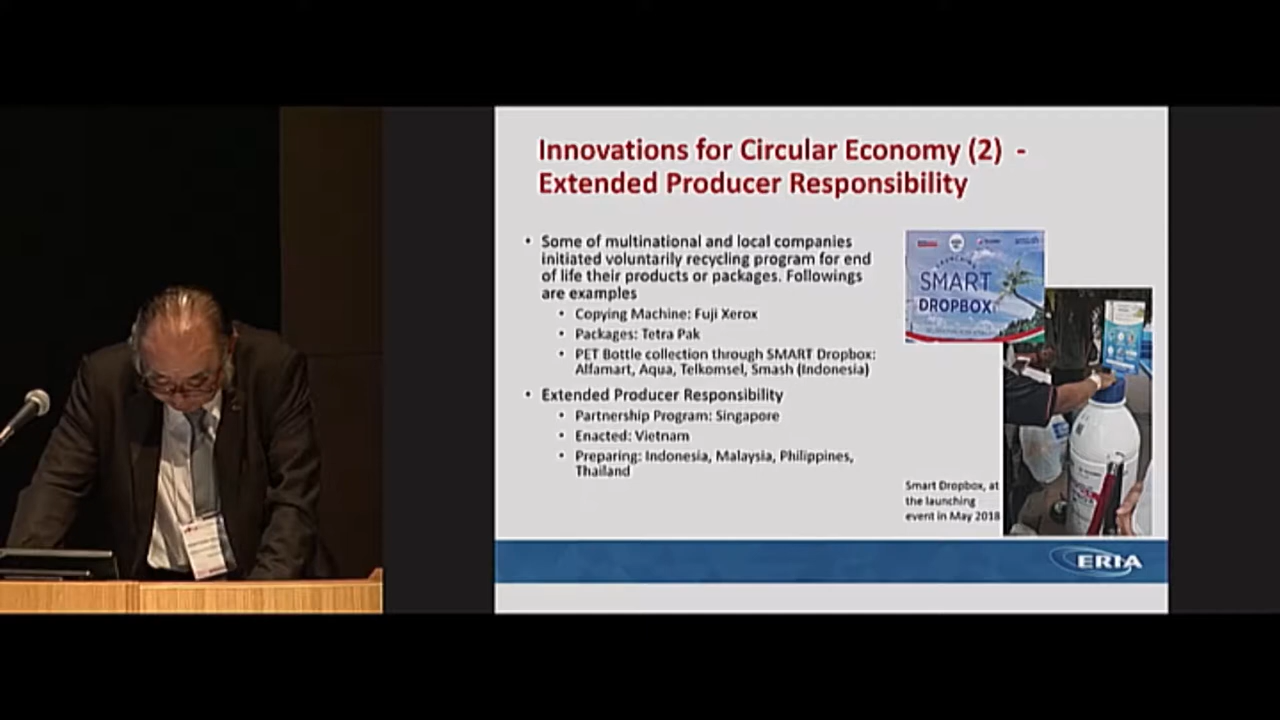 Innovations for Circular Economy (2) -
Extended Producer Responsibility
• Some of multinational and local companies
initiated voluntarily recycling program for end
of life their products or packages. Followings
are examples
• Copying Machine: Fuji Xerox
• Packages: Tetra Pak
• PET Bottle collection through SMART Dropbox:
Alfamart, Aqua, Telkomsel, Smash (Indonesia)
• Extended Producer Responsibility
• Partnership Program: Singapore
• Enacted: Vietnam
• Preparing: Indonesia, Malaysia, Philippines,
Thailand
LAUNCHING
SMART
DROPBOX
Smart Dropbox, at
the launching
event in May 2018
ERIA